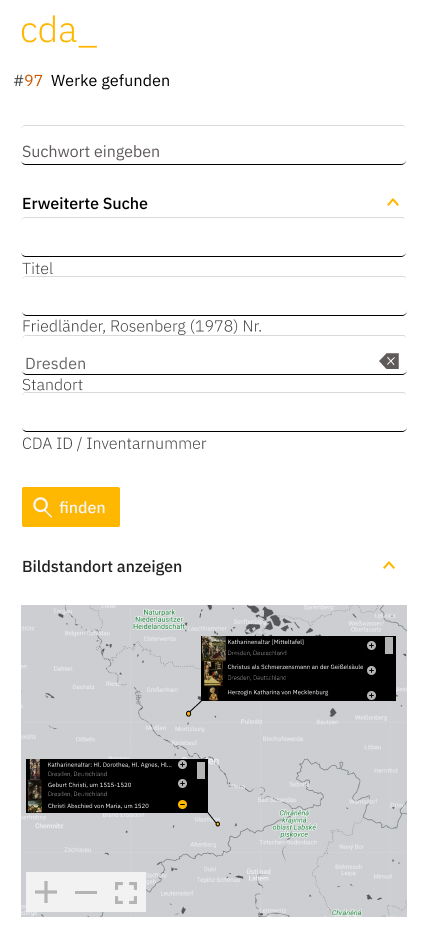 cda_
#97 Werke gefunden
Suchwort eingeben
Erweiterte Suche
Titel
Friedländer, Rosenberg (1978) Nr.
Dresden
Standort
CDA ID / Inventarnummer
finden
Bildstandort anzeigen
Naturpark
Niederlausitzer
Heidelandschaft
Katharinenaltar [Mitteltafel]
Dresden, Deutschland
Christus als Schmerzensmann an der Geißelsäule
Dresden, Deutschland
Herzogin Katharina von Mecklenburg
Katharinenaltar: Hl. Dorothea, Hl. Agnes, Hl...
Dresden, Deutschland
Geburt Christi, um 1515-1520
Dresden, Deutschland
Christi Abschied von Maria, um 1520
Chemnitz
Chráněná
krajinná
oblast Labské
pískovce
Chráněná